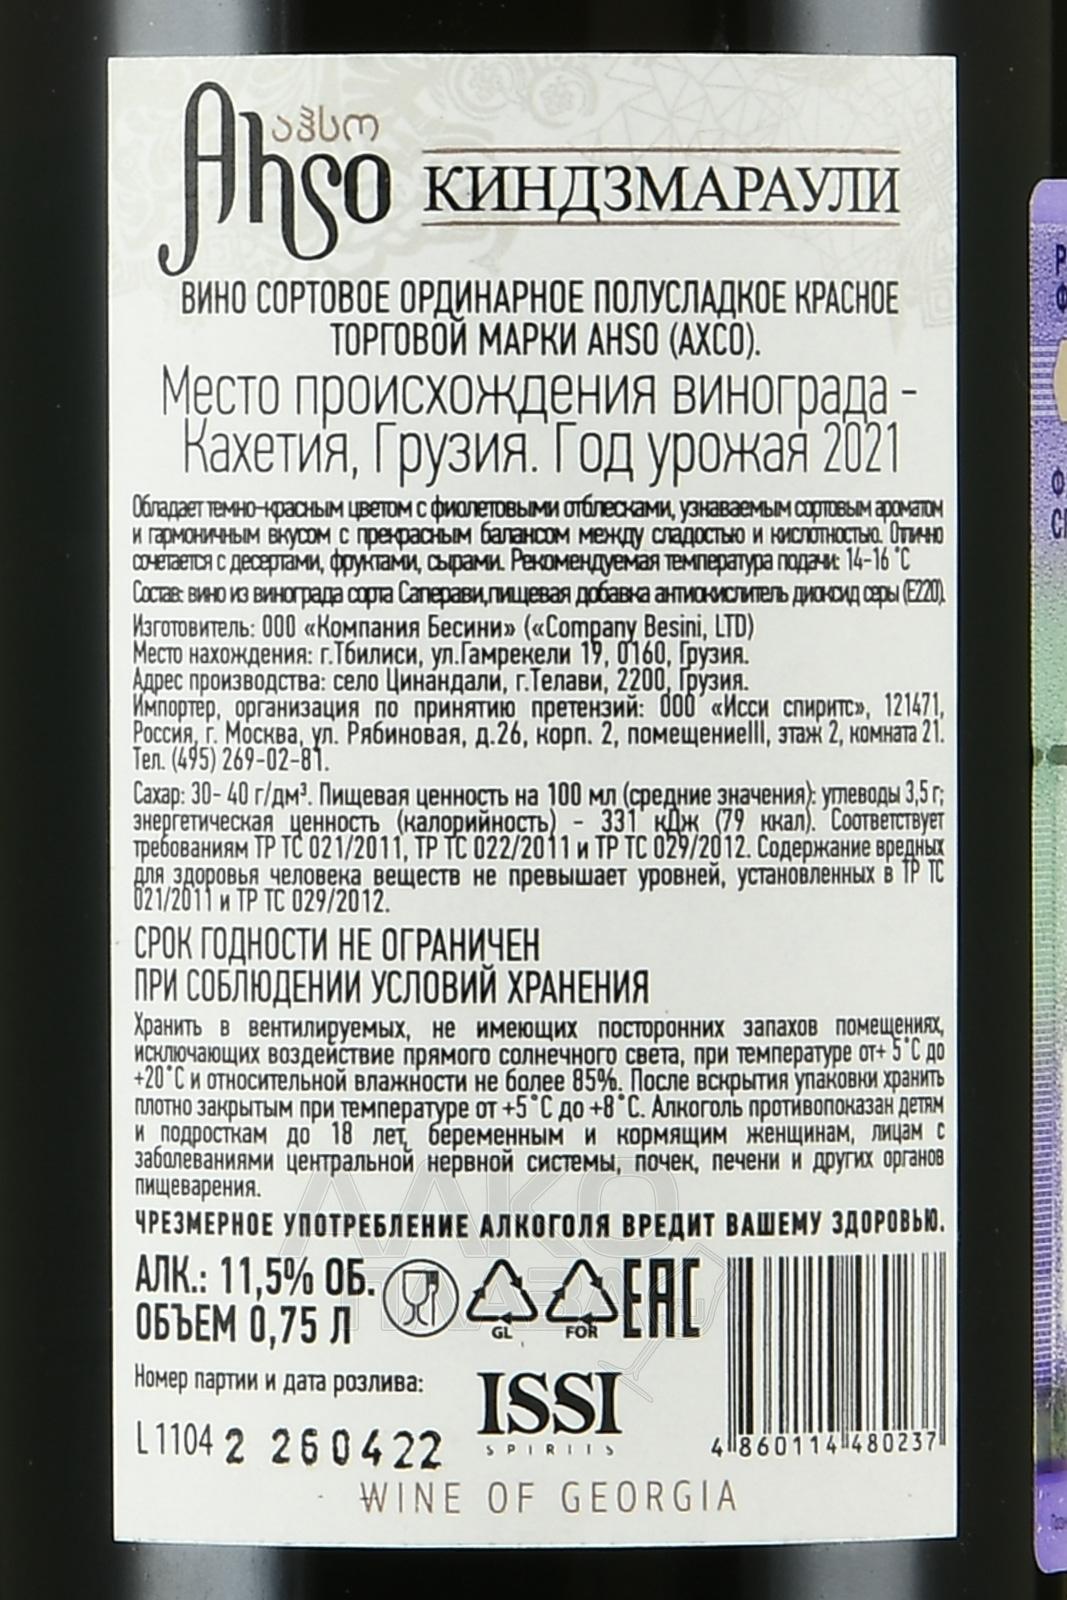 აჰსო
Ahso КИНДЗМАРАУЛИ
ВИНО СОРТОВОЕ ОРДИНАРНОЕ ПОЛУСЛАДКОЕ КРАСНОЕ
ТОРГОВОЙ МАРКИ AHSO (АХСО).
Место происхождения винограда -
Кахетия, Грузия. Год урожая 2021
Обладает темно-красным цветом с фиолетовыми отблесками, узнаваемым сортовым ароматом
и гармоничным вкусом с прекрасным балансом между сладостью и кислотностью. Отлично
сочетается с десертами, фруктами, сырами. Рекомендуемая температура подачи: 14-16 °С
Состав: вино из винограда сорта Саперави,пищевая добавка антиокислитель диоксид серы (Е220).
Изготовитель: ООО «Компания Бесини» («Company Besini, LTD)
Место нахождения: г.Тбилиси, ул.Гамрекели 19, 0160, Грузия.
Адрес производства: село Цинандали, г.Телави, 2200, Грузия.
Импортер, организация по принятию претензий: ООО «Исси спиритс», 121471,
Россия, г. Москва, ул. Рябиновая, д.26, корп. 2, помещениеIII, этаж 2, комната 21.
Тел. (495) 269-02-81.
Сахар: 30- 40 г/дм³. Пищевая ценность на 100 мл (средние значения): углеводы 3,5 г;
энергетическая ценность (калорийность) - 331 кДж (79 ккал). Соответствует
требованиям ТР ТС 021/2011, ТР ТС 022/2011 и ТР ТС 029/2012. Содержание вредных
для здоровья человека веществ не превышает уровней, установленных в ТР ТС
021/2011 и ТР ТС 029/2012.
СРОК ГОДНОСТИ НЕ ОГРАНИЧЕН
ПРИ СОБЛЮДЕНИИ УСЛОВИЙ ХРАНЕНИЯ
Хранить в вентилируемых, не имеющих посторонних запахов помещениях,
исключающих воздействие прямого солнечного света, при температуре от+ 5°С до
+20°С и относительной влажности не более 85%. После вскрытия упаковки хранить
плотно закрытым при температуре от +5°С до +8°С. Алкоголь противопоказан детям
и подросткам до 18 лет, беременным и кормящим женщинам, лицам с
заболеваниями центральной нервной системы, почек, печени и других органов
пищеварения.
ЧРЕЗМЕРНОЕ УПОТРЕБЛЕНИЕ АЛКОГОЛЯ ВРЕДИТ ВАШЕМУ ЗДОРОВЬЮ.
АЛК.: 11,5% ОБ.
ОБЪЕМ 0,75 Л
GL FOR EAC
Номер партии и дата розлива:
L 1104 2 260422
ISSI
SPIRITS
4 860114 480237
WINE OF GEORGIA